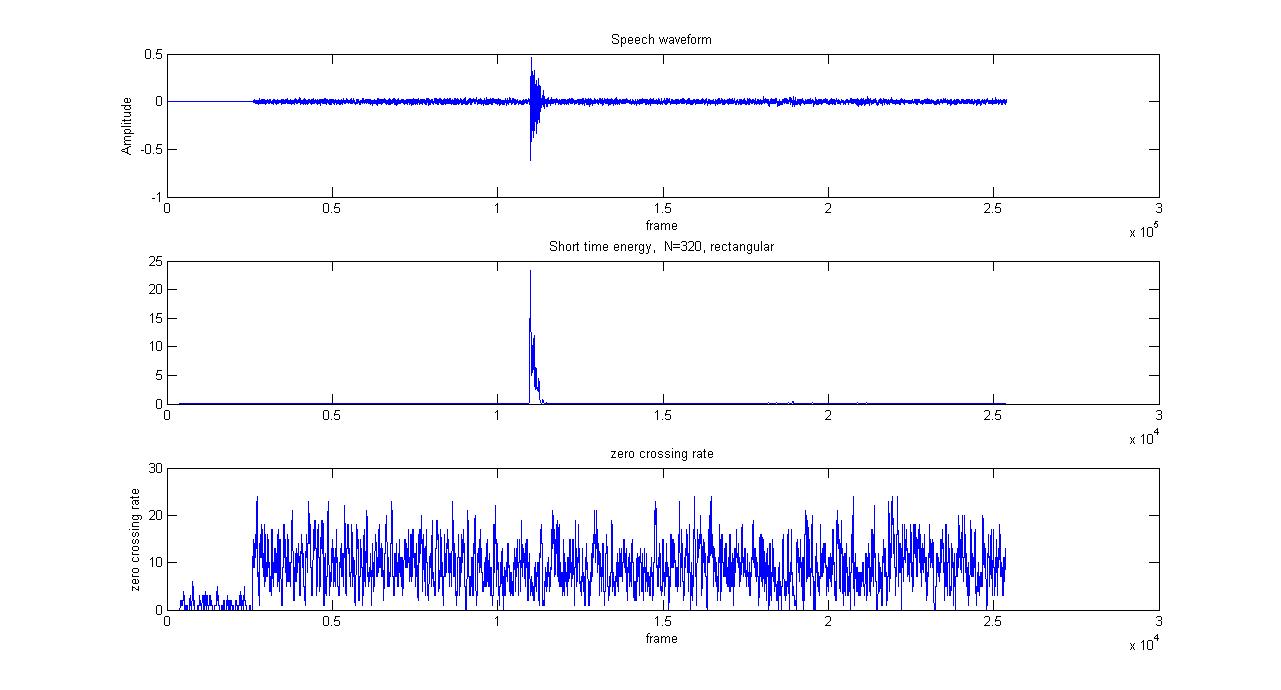 Speech waveform
0.5
0
-0.5
-1
Amplitude
0 0.5 1 1.5 2 2.5 3
frame
x 10^5
Short time energy, N=320, rectangular
25
20
15
10
5
0
0 0.5 1 1.5 2 2.5 3
x 10^4
zero crossing rate
30
20
10
0
zero crossing rate
0 0.5 1 1.5 2 2.5 3
frame
x 10^4